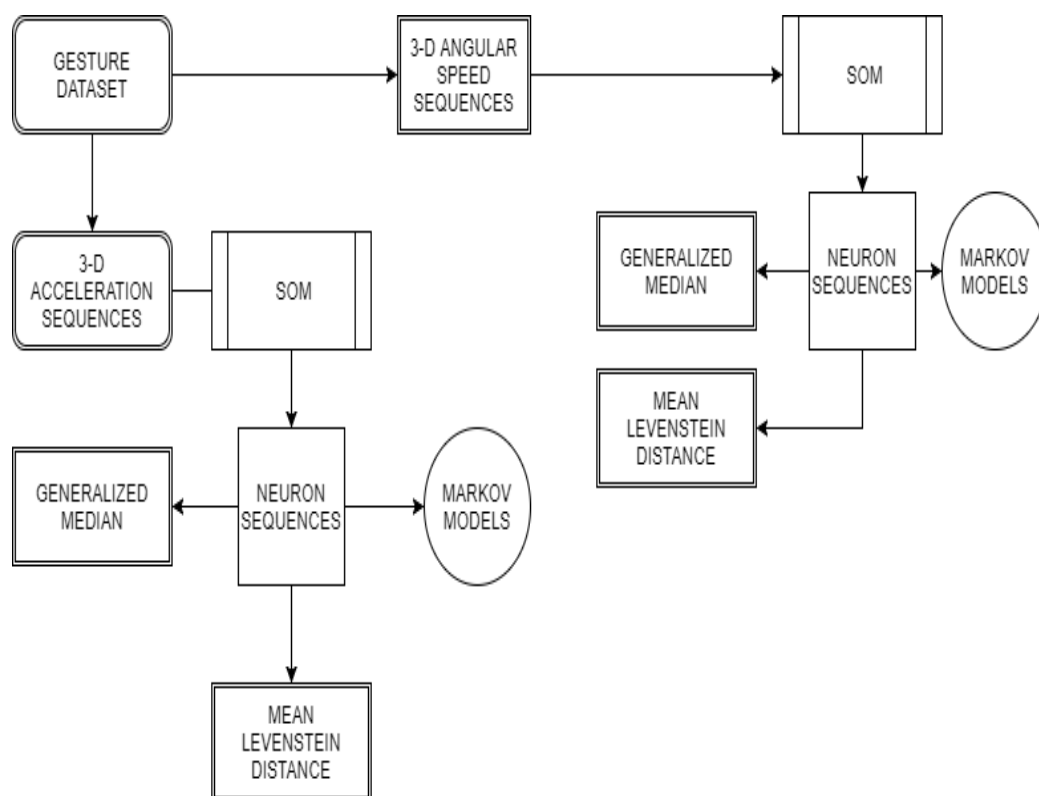 GESTURE
DATASET
3-D ANGULAR
SPEED
SEQUENCES
SOM
3-D
ACCELERATION
SEQUENCES
SOM
GENERALIZED
MEDIAN
NEURON
SEQUENCES
MARKOV
MODELS
MEAN
LEVENSTEIN
DISTANCE
GENERALIZED
MEDIAN
NEURON
SEQUENCES
MARKOV
MODELS
MEAN
LEVENSTEIN
DISTANCE